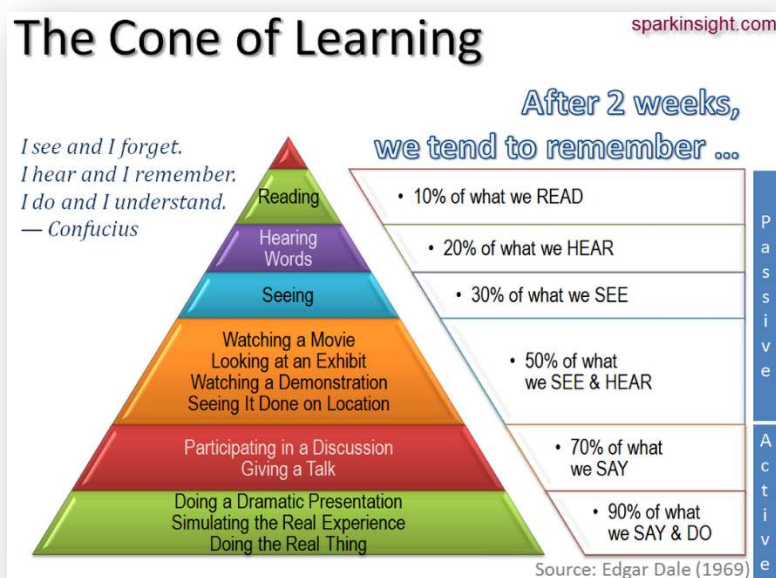 The Cone of Learning
sparkinsight.com
After 2 weeks,
we tend to remember ...
I see and I forget.
I hear and I remember.
I do and I understand.
— Confucius
Reading
• 10% of what we READ
Hearing
Words
• 20% of what we HEAR
Seeing
• 30% of what we SEE
Watching a Movie
Looking at an Exhibit
Watching a Demonstration
Seeing It Done on Location
• 50% of what
we SEE & HEAR
Passive
Participating in a Discussion
Giving a Talk
• 70% of what
we SAY
Doing a Dramatic Presentation
Simulating the Real Experience
Doing the Real Thing
• 90% of what
we SAY & DO
Active
Source: Edgar Dale (1969)